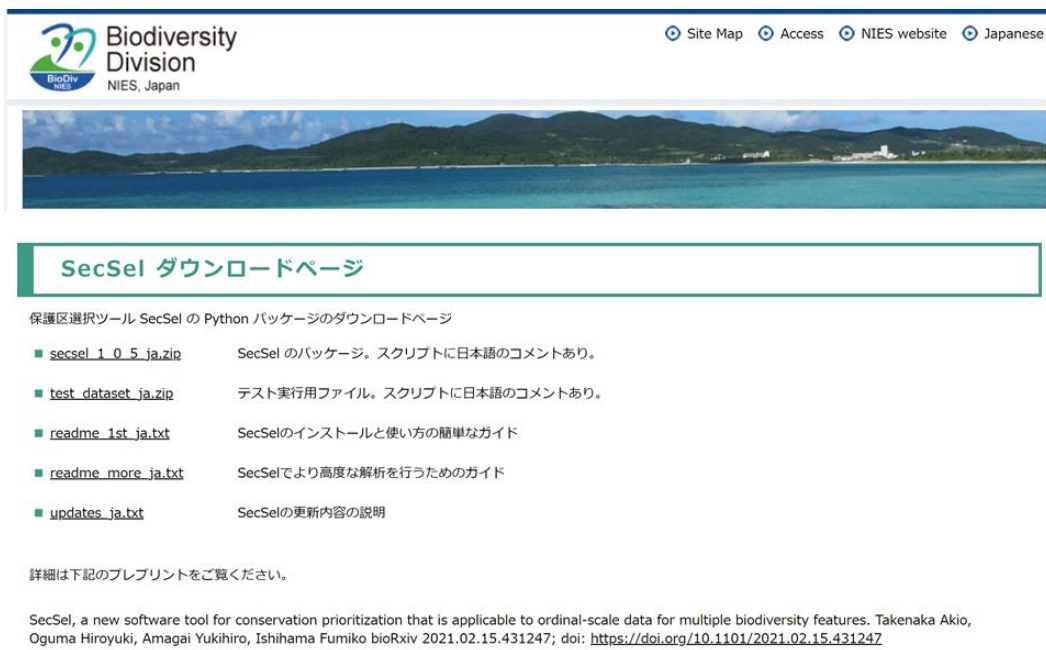 Biodiversity
Division
NIES, Japan
BioDiv
NIES
Site Map Access NIES website Japanese
SecSel ダウンロードページ
保護区選択ツール SecSel の Python パッケージのダウンロードページ
secsel_1_0_5_ja.zip SecSel のパッケージ。スクリプトに日本語のコメントあり。
test_dataset_ja.zip テスト実行用ファイル。スクリプトに日本語のコメントあり。
readme_1st_ja.txt SecSelのインストールと使い方の簡単なガイド
readme_more_ja.txt SecSelでより高度な解析を行うためのガイド
updates_ja.txt SecSelの更新内容の説明
詳細は下記のプレプリントをご覧ください。
SecSel, a new software tool for conservation prioritization that is applicable to ordinal-scale data for multiple biodiversity features. Takenaka Akio,
Oguma Hiroyuki, Amagai Yukihiro, Ishihama Fumiko bioRxiv 2021.02.15.431247; doi: https://doi.org/10.1101/2021.02.15.431247